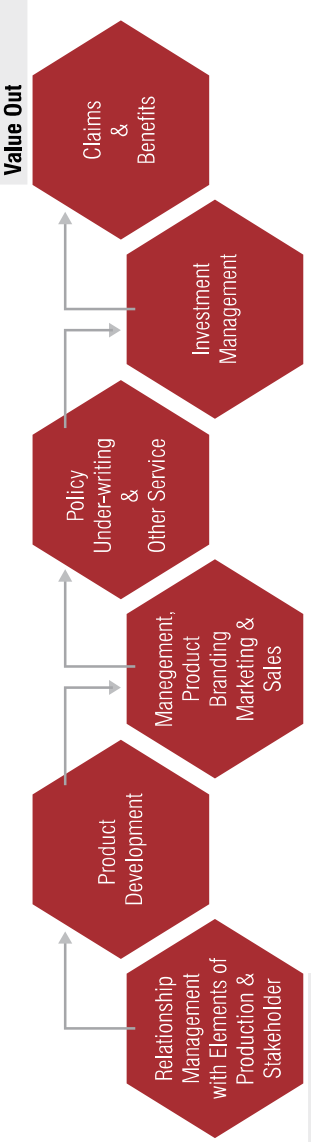 Relationship
Management
with Elements of
Production &
Stakeholder
Product
Development
Manegement,
Product
Branding
Marketing &
Sales
Policy
Under-writing
&
Other Service
Investment
Management
Claims
&
Benefits
Value Out